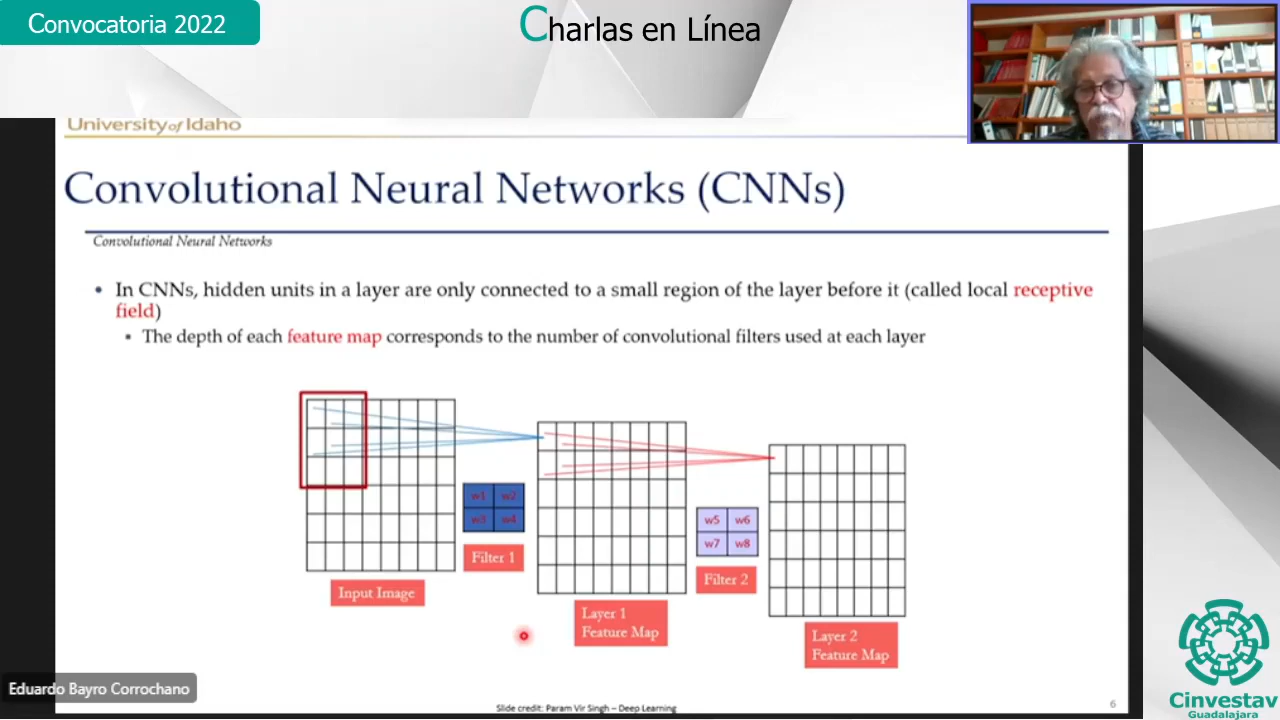 Convocatoria 2022
Charlas en Línea
University of Idaho
Convolutional Neural Networks (CNNs)
Convolutional Neural Networks
• In CNNs, hidden units in a layer are only connected to a small region of the layer before it (called local receptive
field)
▪ The depth of each feature map corresponds to the number of convolutional filters used at each layer
w1 w2
w3 w4
Filter 1
Input Image
w5 w6
w7 w8
Filter 2
Layer 1
Feature Map
Layer 2
Feature Map
Eduardo Bayro Corrochano
Slide credit: Param Vir Singh – Deep Learning
6
Cinvestav
Guadalajara